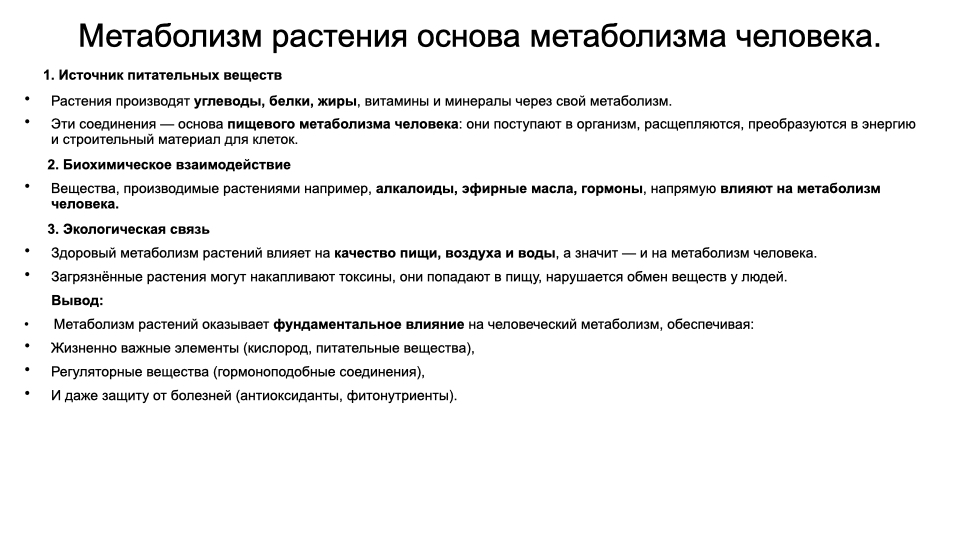 Метаболизм растения основа метаболизма человека.
1. Источник питательных веществ
• Растения производят углеводы, белки, жиры, витамины и минералы через свой метаболизм.
• Эти соединения — основа пищевого метаболизма человека: они поступают в организм, расщепляются, преобразуются в энергию
и строительный материал для клеток.
2. Биохимическое взаимодействие
• Вещества, производимые растениями например, алкалоиды, эфирные масла, гормоны, напрямую влияют на метаболизм
человека.
3. Экологическая связь
• Здоровый метаболизм растений влияет на качество пищи, воздуха и воды, а значит — и на метаболизм человека.
• Загрязнённые растения могут накапливают токсины, они попадают в пищу, нарушается обмен веществ у людей.
Вывод:
• Метаболизм растений оказывает фундаментальное влияние на человеческий метаболизм, обеспечивая:
• Жизненно важные элементы (кислород, питательные вещества),
• Регуляторные вещества (гормоноподобные соединения),
• И даже защиту от болезней (антиоксиданты, фитонутриенты).